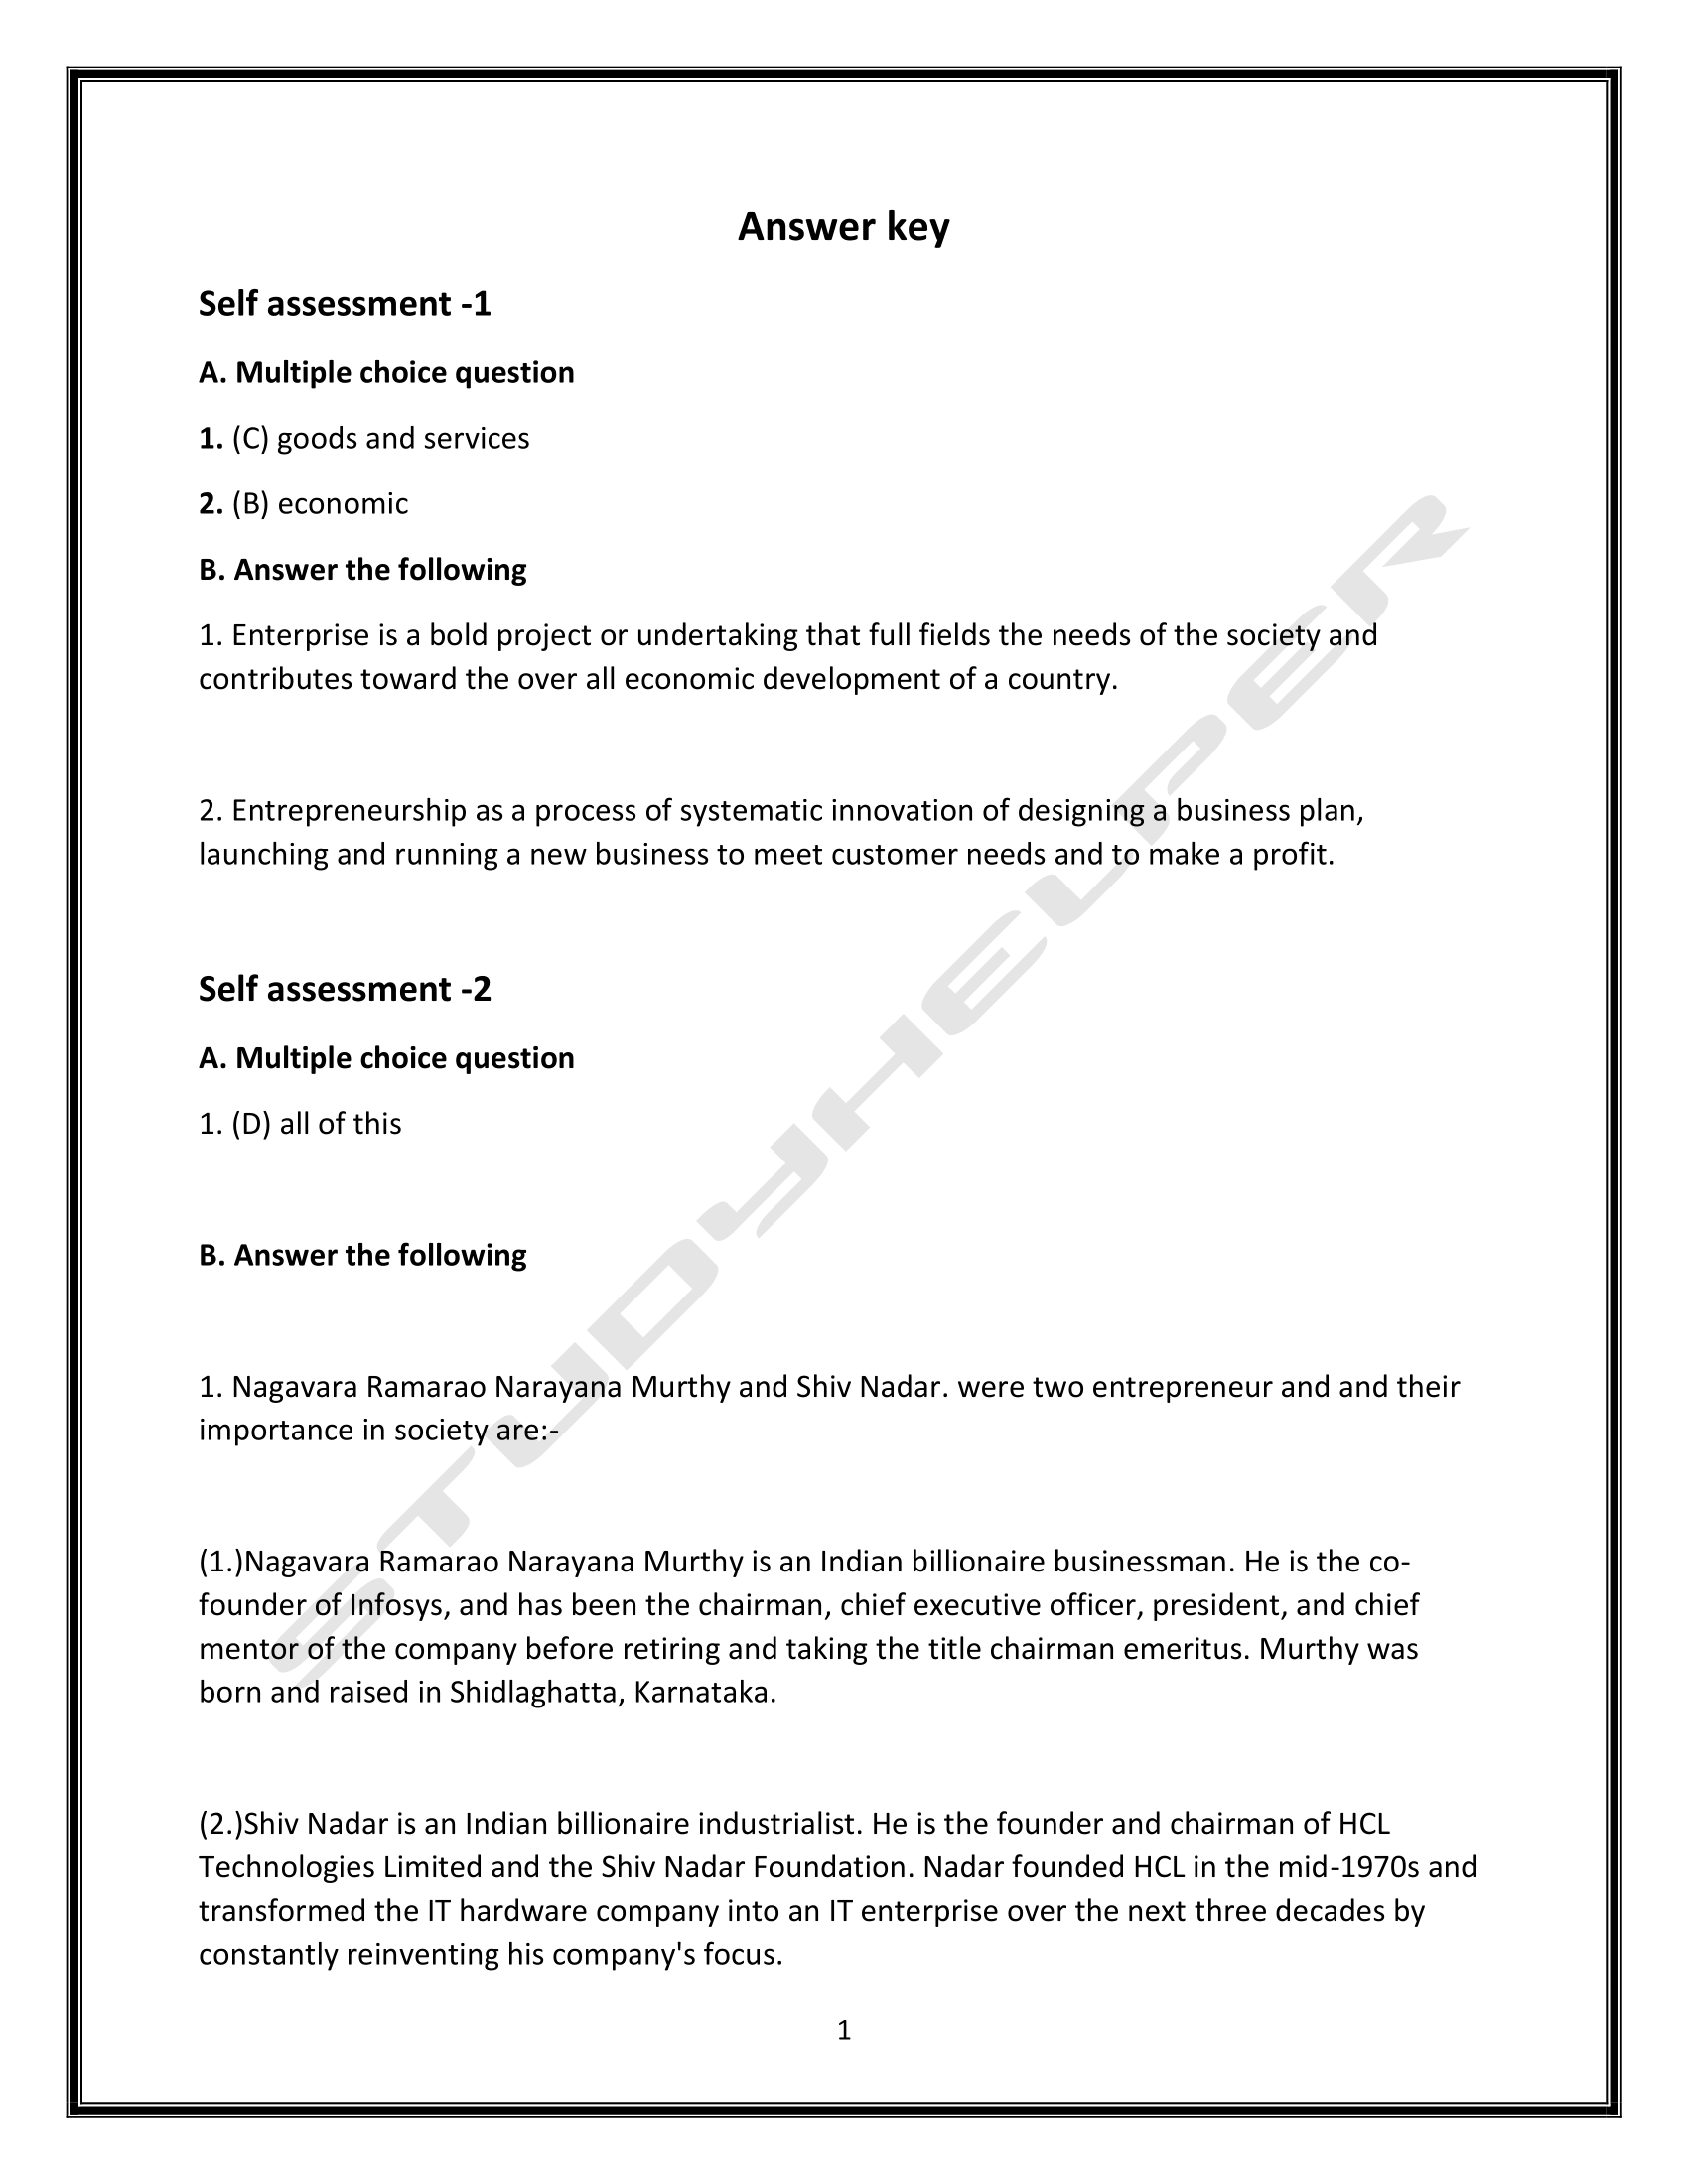 Answer key
Self assessment -1
A. Multiple choice question
1. (C) goods and services
2. (B) economic
B. Answer the following
1. Enterprise is a bold project or undertaking that full fields the needs of the society and
contributes toward the over all economic development of a country.
2. Entrepreneurship as a process of systematic innovation of designing a business plan,
launching and running a new business to meet customer needs and to make a profit.
Self assessment -2
A. Multiple choice question
1. (D) all of this
B. Answer the following
1. Nagavara Ramarao Narayana Murthy and Shiv Nadar. were two entrepreneur and and their
importance in society are:-
(1.)Nagavara Ramarao Narayana Murthy is an Indian billionaire businessman. He is the co-
founder of Infosys, and has been the chairman, chief executive officer, president, and chief
mentor of the company before retiring and taking the title chairman emeritus. Murthy was
born and raised in Shidlaghatta, Karnataka.
(2.)Shiv Nadar is an Indian billionaire industrialist. He is the founder and chairman of HCL
Technologies Limited and the Shiv Nadar Foundation. Nadar founded HCL in the mid-1970s and
transformed the IT hardware company into an IT enterprise over the next three decades by
constantly reinventing his company's focus.
1
STUDYHELPER